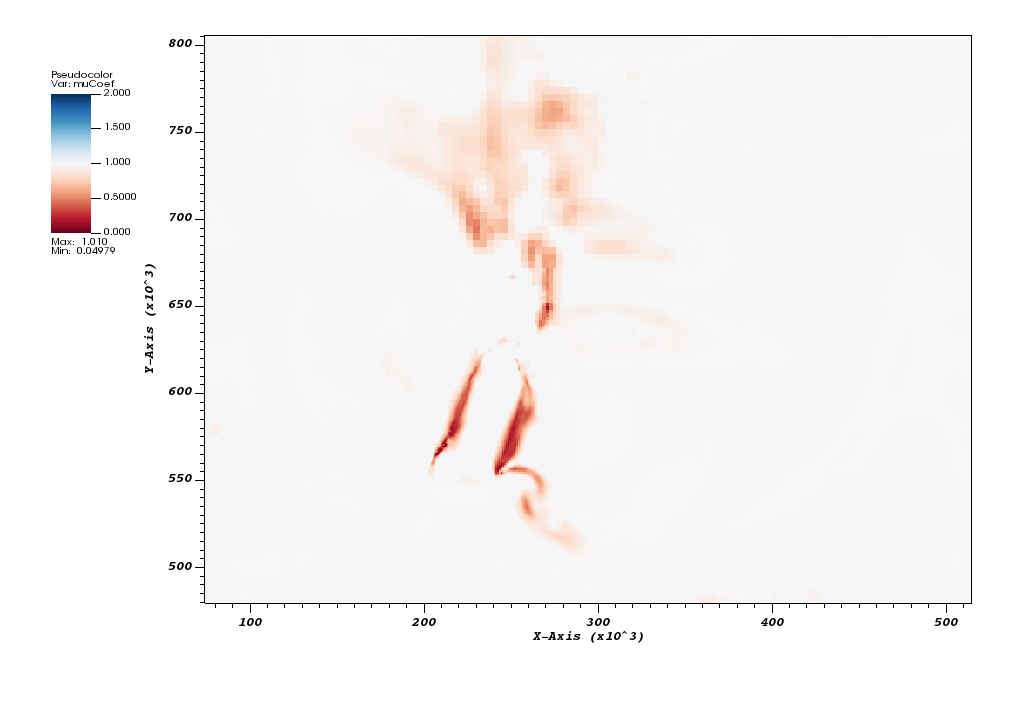 Pseudocolor
Var: muCoef
2.000
1.500
1.000
0.5000
0.000
Max: 1.010
Min: 0.04979
Y-Axis (x10^3)
800
750
700
650
600
550
500
100 200 300 400 500
X-Axis (x10^3)